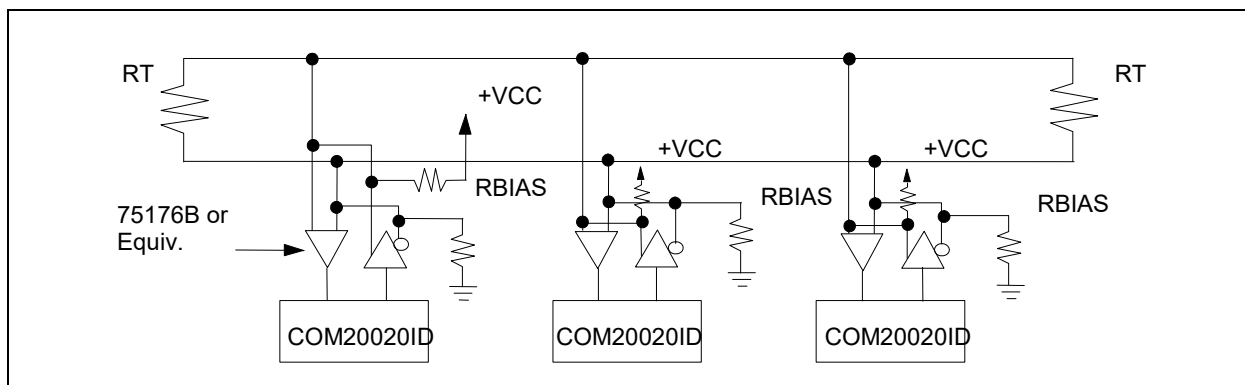 RT
RT
+VCC
+VCC
+VCC
RBIAS
RBIAS
RBIAS
75176B or
Equiv.
COM20020ID
COM20020ID
COM20020ID